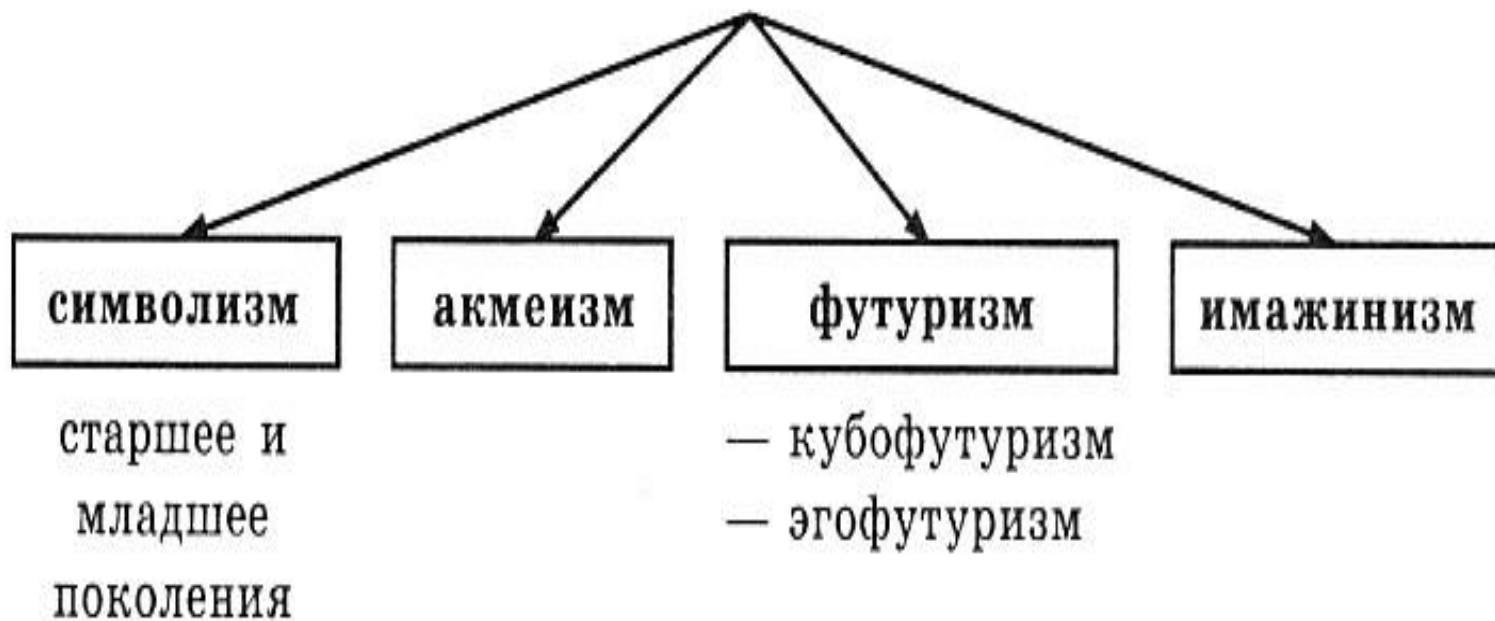 символизм
акмеизм
футуризм
имажинизм
старшее и
младшее
поколения
— кубофутуризм
— эгофутуризм